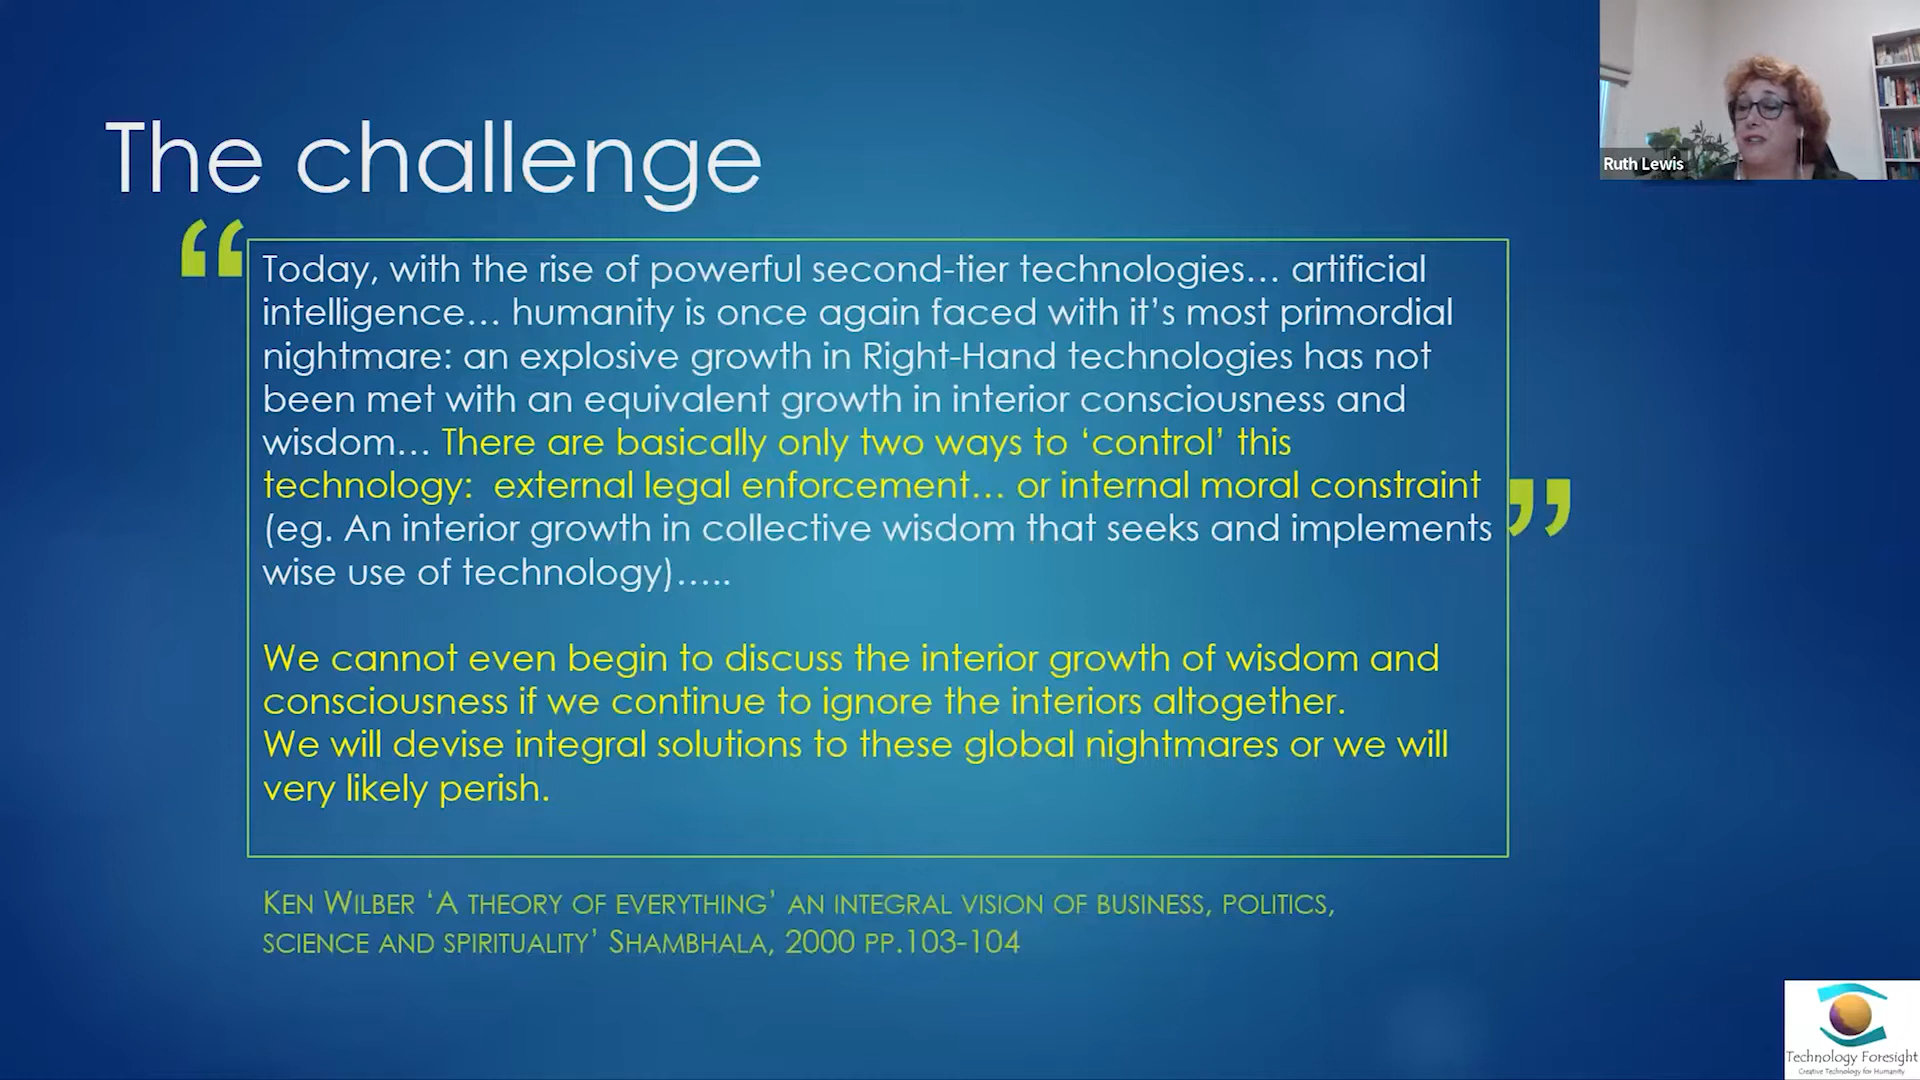 The challenge
“
Today, with the rise of powerful second-tier technologies… artificial
intelligence… humanity is once again faced with it’s most primordial
nightmare: an explosive growth in Right-Hand technologies has not
been met with an equivalent growth in interior consciousness and
wisdom… There are basically only two ways to ‘control’ this
technology:  external legal enforcement… or internal moral constraint
(eg. An interior growth in collective wisdom that seeks and implements
wise use of technology)…..
”
We cannot even begin to discuss the interior growth of wisdom and
consciousness if we continue to ignore the interiors altogether.
We will devise integral solutions to these global nightmares or we will
very likely perish.
KEN WILBER ‘A THEORY OF EVERYTHING’ AN INTEGRAL VISION OF BUSINESS, POLITICS,
SCIENCE AND SPIRITUALITY’ SHAMBHALA, 2000 PP.103-104
Ruth Lewis
Technology Foresight
Creative Technology for Humanity